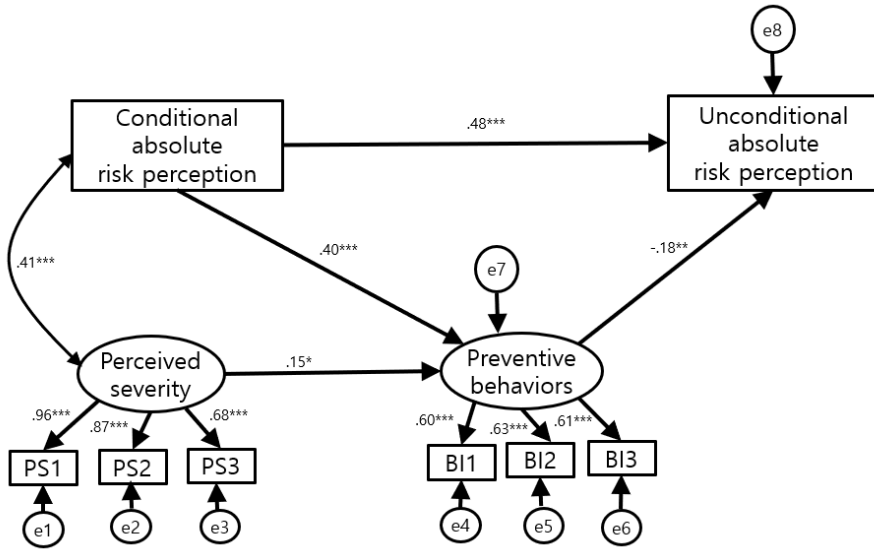 e8
Conditional
absolute
risk perception
Unconditional
absolute
risk perception
.48***
.41***
.40***
e7
-.18**
Perceived
severity
.15*
Preventive
behaviors
.96***
.87***
.68***
.60***
.63***
.61***
PS1
PS2
PS3
BI1
BI2
BI3
e1
e2
e3
e4
e5
e6